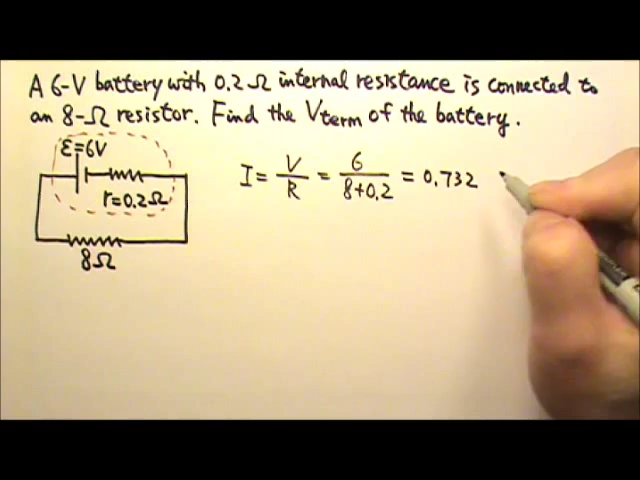 A 6-V battery with 0.2Ω internal resistance is connected to
an 8-Ω resistor. Find the Vterm of the battery.
ε=6V
r=0.2Ω
8Ω
I = V/R = 6/(8+0.2) = 0.732